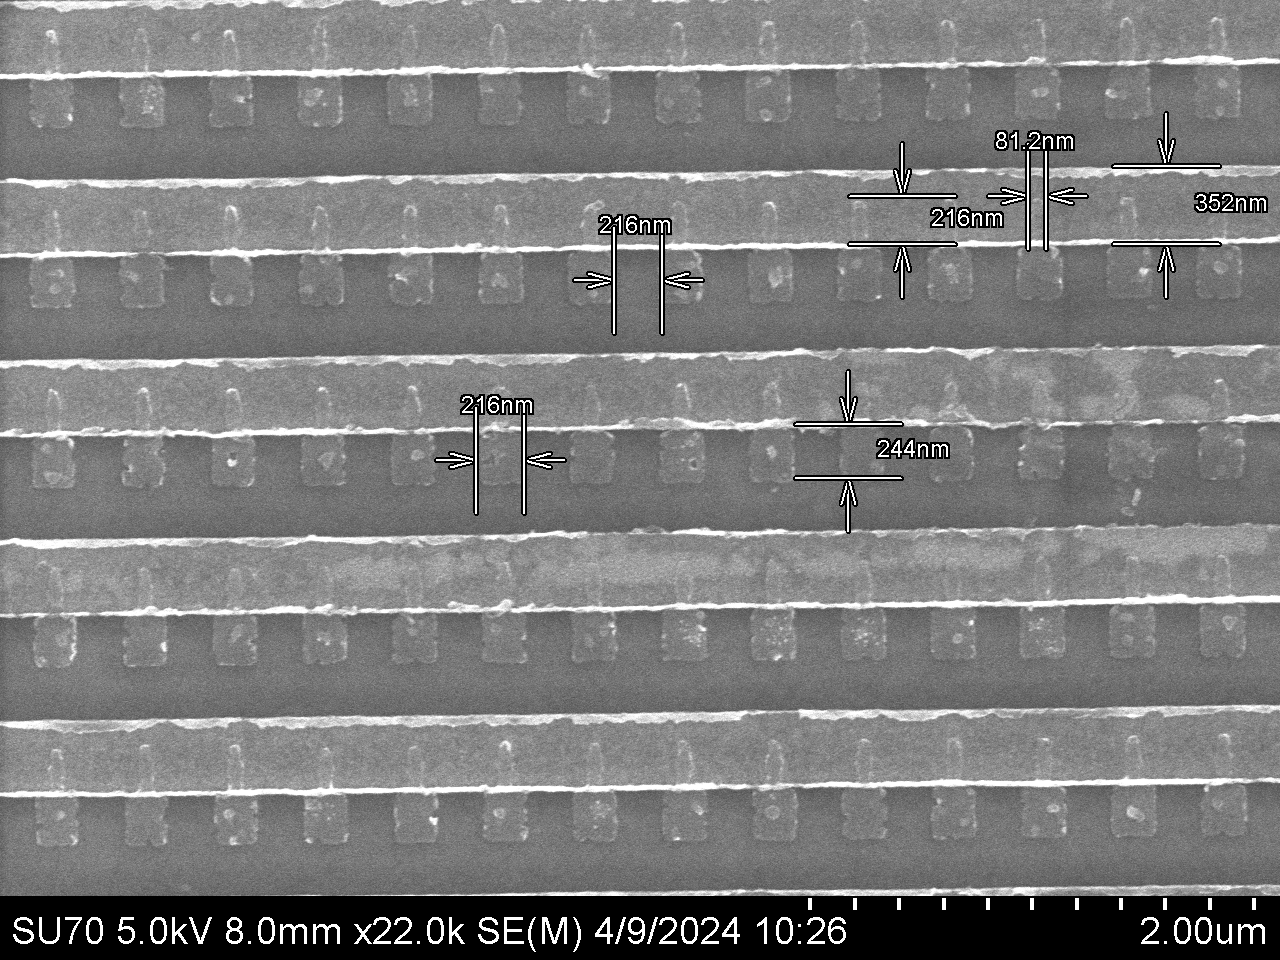 81.2nm
352nm
216nm
216nm
216nm
244nm
SU70 5.0kV 8.0mm x22.0k SE(M) 4/9/2024 10:26 2.00um